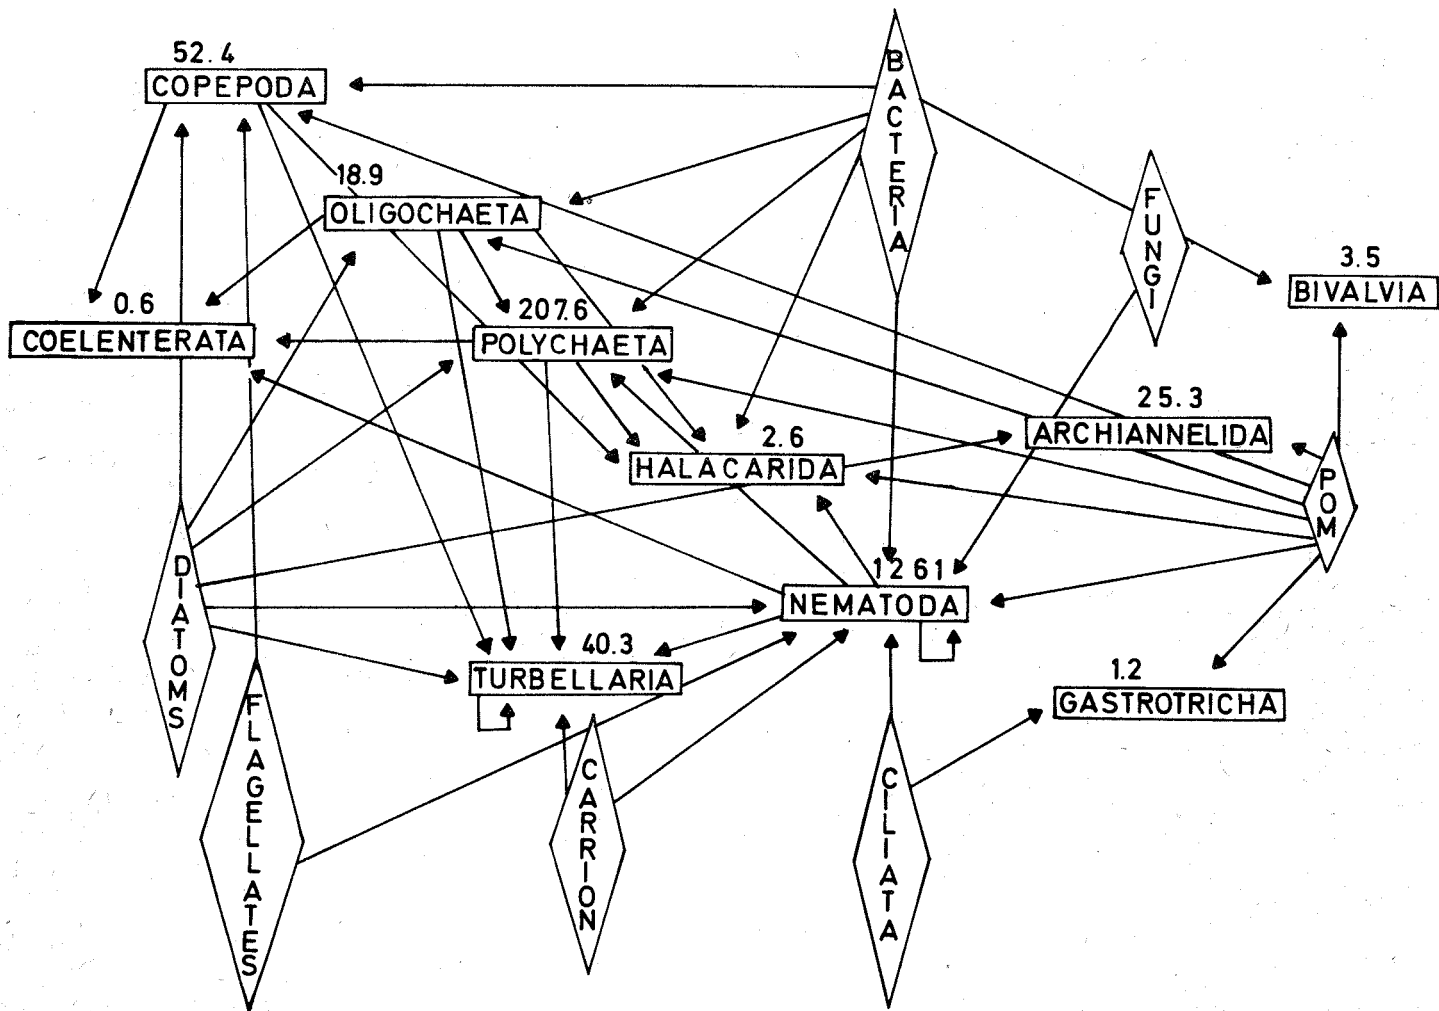 52.4
COPEPODA
BACTERIA
18.9
OLIGOCHAETA
FUNGI
3.5
BIVALVIA
0.6
COELENTERATA
207.6
POLYCHAETA
25.3
ARCHIANNELIDA
2.6
HALACARIDA
POM
DIATOMS
1261
NEMATODA
40.3
TURBELLARIA
1.2
GASTROTRICHA
FLAGELLATES
CARRION
CILIATA